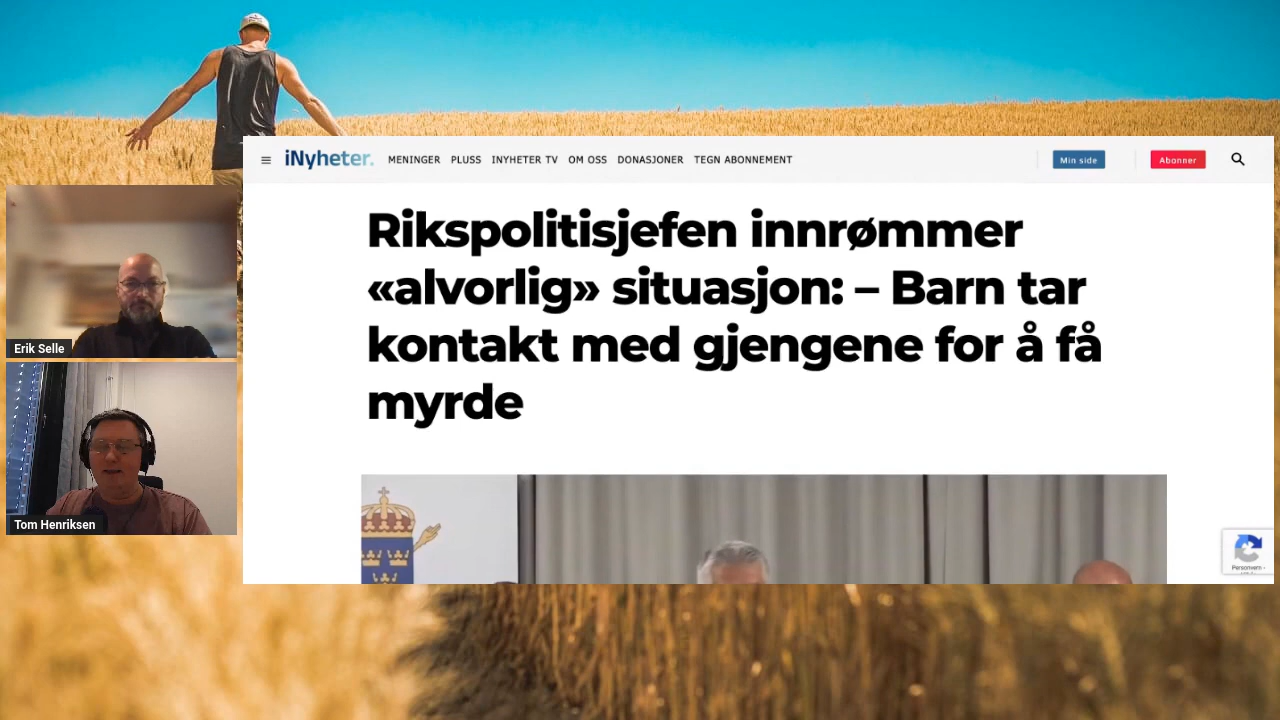 iNyheter.
MENINGER PLUSS INYHETER TV OM OSS DONASJONER TEGN ABONNEMENT
Min side
Abonner
Rikspolitisjefen innrømmer
«alvorlig» situasjon: – Barn tar
kontakt med gjengene for å få
myrde
Erik Selle
Tom Henriksen
Personvern -